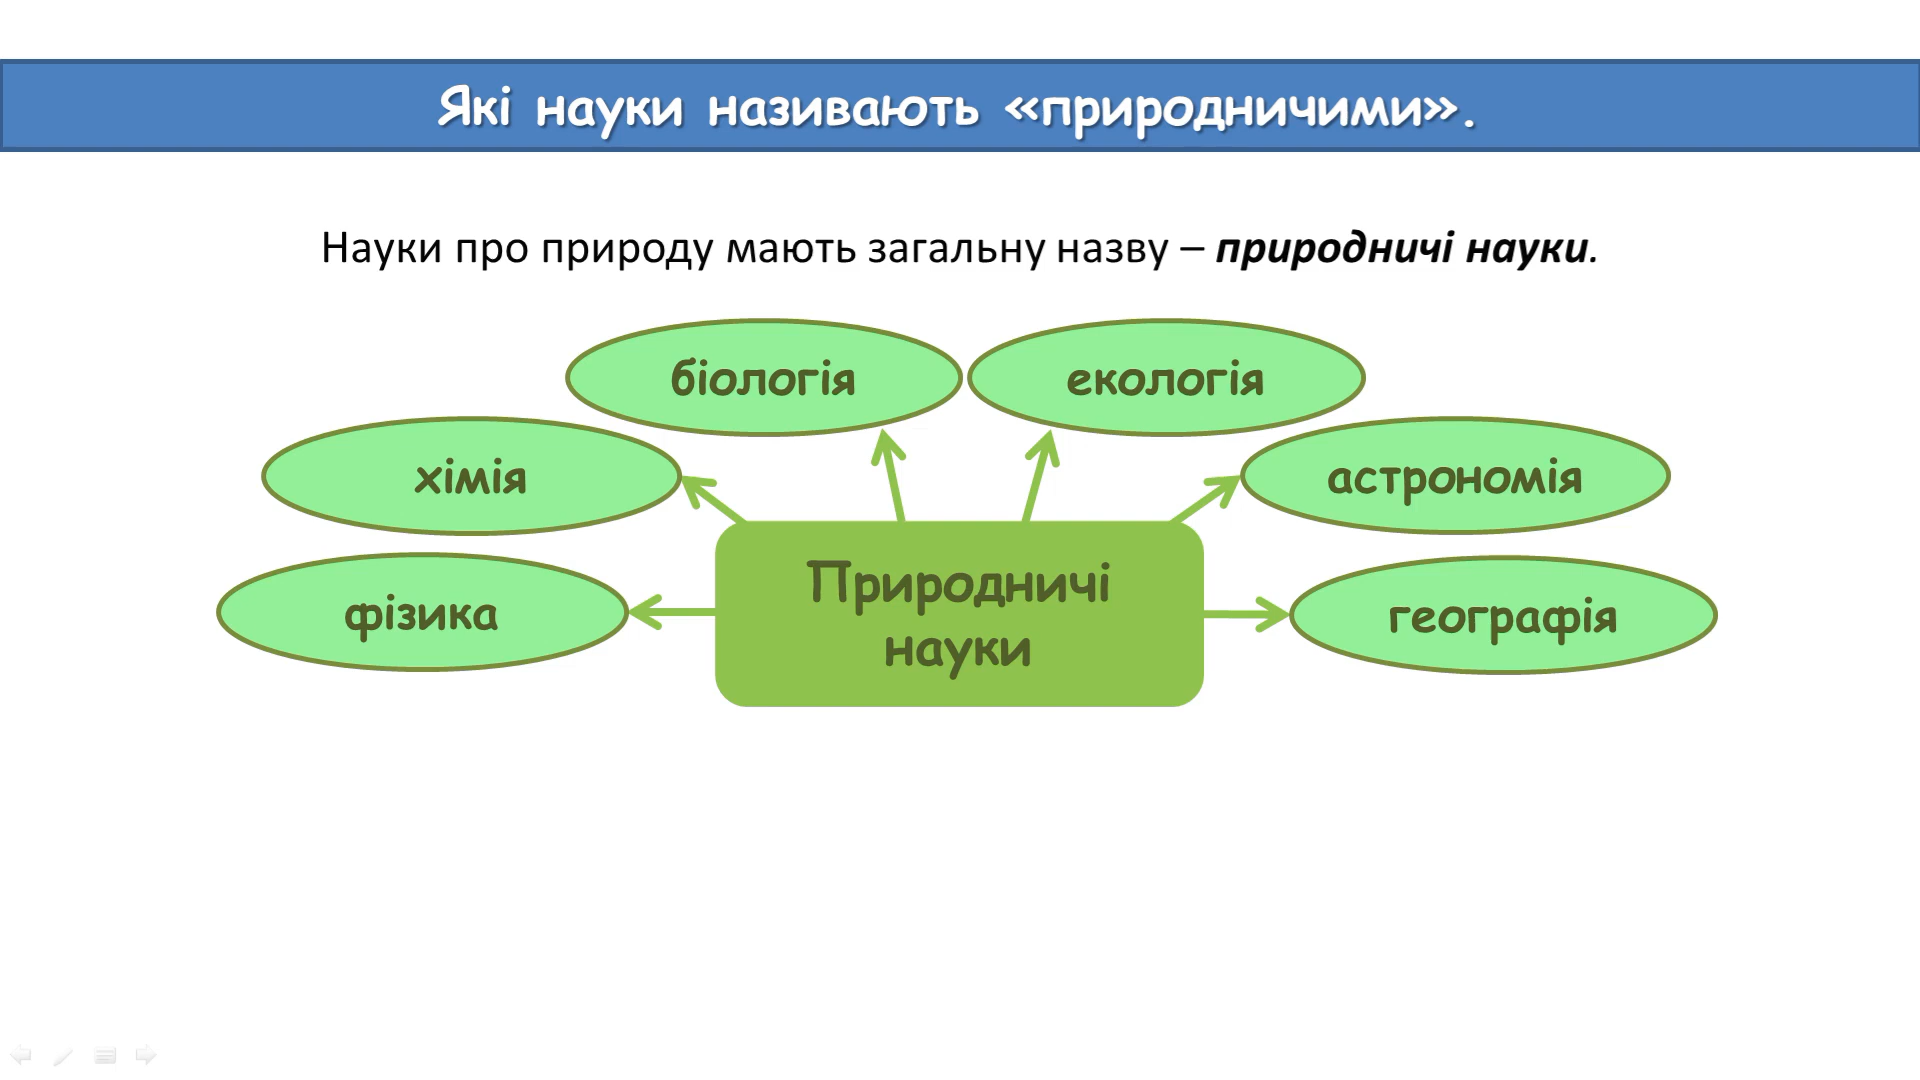 Які науки називають «природничими».
Науки про природу мають загальну назву – природничі науки.
біологія
екологія
хімія
астрономія
фізика
Природничі
науки
географія